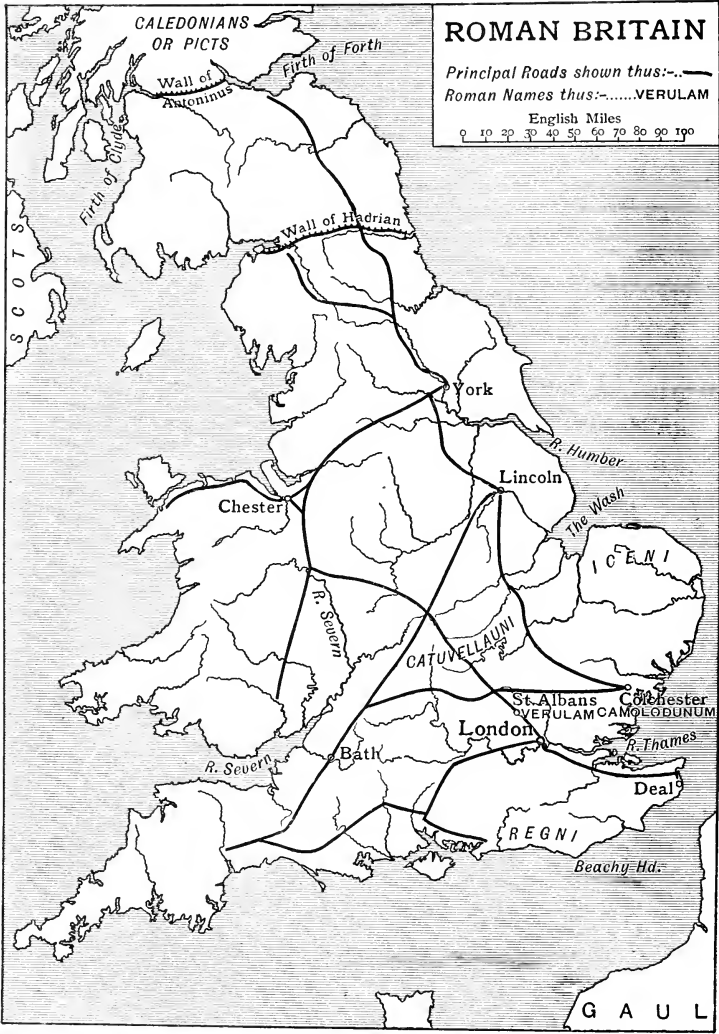 ROMAN BRITAIN
Principal Roads shown thus:-..
Roman Names thus:-.......VERULAM
English Miles
0 10 20 30 40 50 60 70 80 90 100
CALEDONIANS
OR PICTS
Firth of Forth
Wall of
Antoninus
Firth of Clyde
SCOTS
Wall of Hadrian
York
R. Humber
Lincoln
Chester
The Wash
ICENI
R. Severn
CATUVELLAUNI
St. Albans
VERULAM
Colchester
CAMOLODUNUM
London
R. Thames
Bath
R. Severn
Deal
REGNI
Beachy Hd.
GAUL